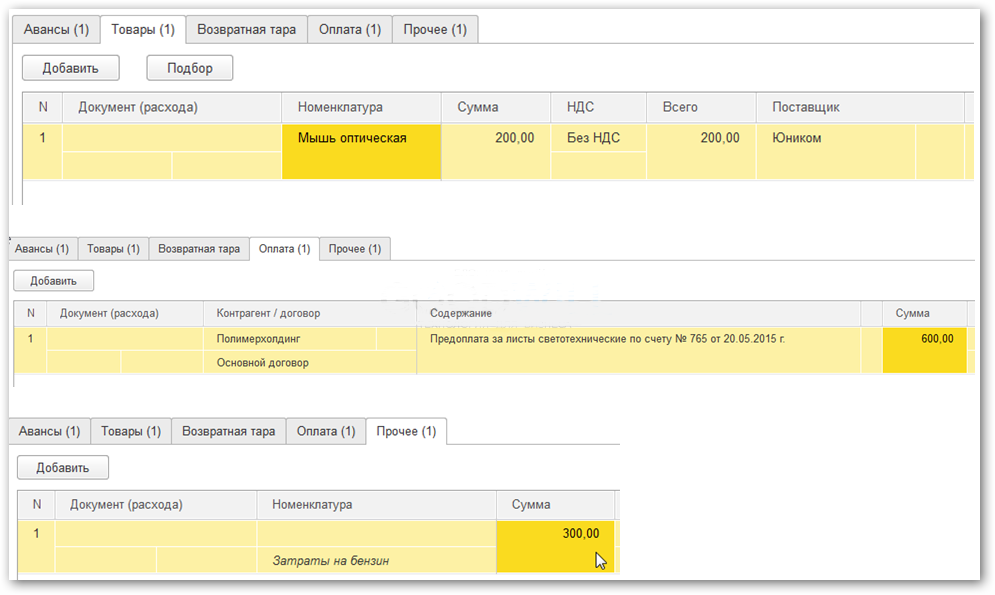 Авансы (1) Товары (1) Возвратная тара Оплата (1) Прочее (1)
Добавить Подбор
N Документ (расхода) Номенклатура Сумма НДС Всего Поставщик
1 Мышь оптическая 200,00 Без НДС 200,00 Юником
Авансы (1) Товары (1) Возвратная тара Оплата (1) Прочее (1)
Добавить
N Документ (расхода) Контрагент / договор Содержание Сумма
1 Полимерхолдинг Предоплата за листы светотехнические по счету № 765 от 20.05.2015 г. 600,00
Основной договор
Авансы (1) Товары (1) Возвратная тара Оплата (1) Прочее (1)
Добавить
N Документ (расхода) Номенклатура Сумма
1 300,00
Затраты на бензин